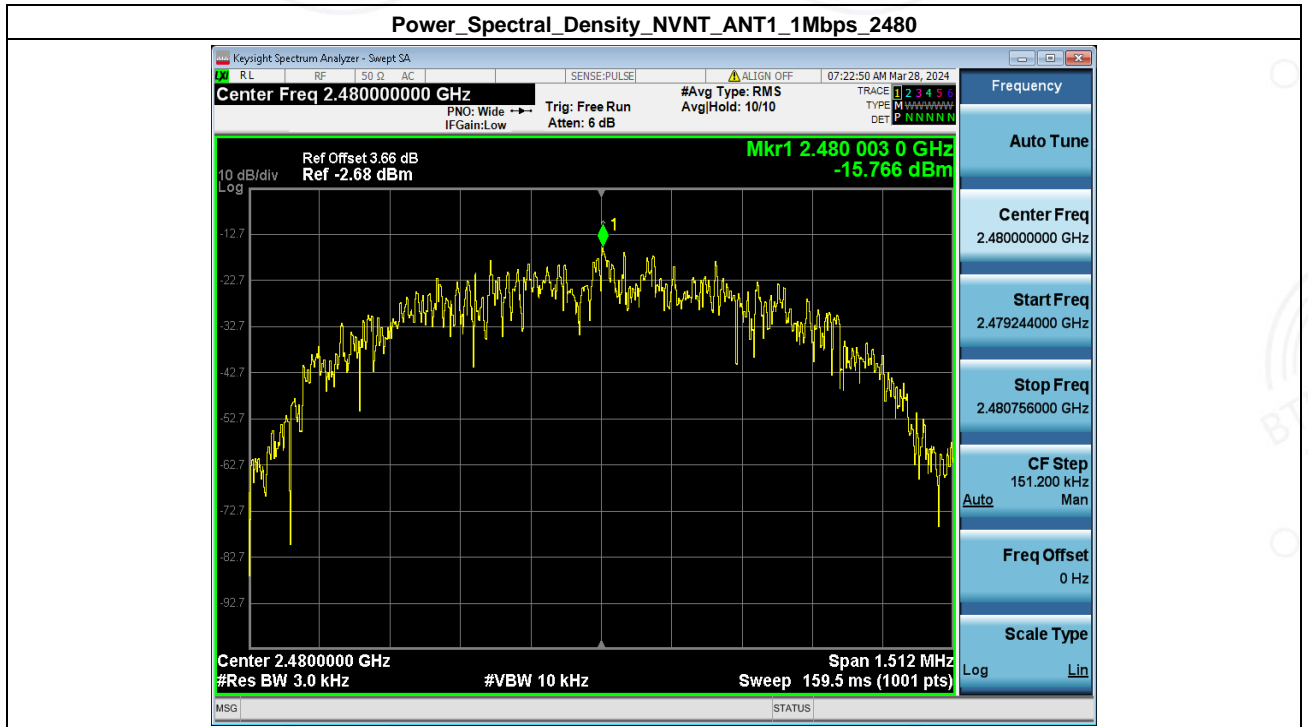 Power_Spectral_Density_NVNT_ANT1_1Mbps_2480
Keysight Spectrum Analyzer - Swept SA
LXI RL RF 50 Ω AC SENSE:PULSE ALIGN OFF 07:22:50 AM Mar 28, 2024
Center Freq 2.480000000 GHz
PNO: Wide
IFGain:Low
Trig: Free Run
Atten: 6 dB
#Avg Type: RMS
Avg|Hold: 10/10
TRACE 1 2 3 4 5 6
TYPE M WWWWW
DET P N N N N N
Mkr1 2.480 003 0 GHz
-15.766 dBm
Ref Offset 3.66 dB
10 dB/div Ref -2.68 dBm
Log
1
-12.7
-22.7
-32.7
-42.7
-52.7
-62.7
-72.7
-82.7
-92.7
Center 2.4800000 GHz
Span 1.512 MHz
#Res BW 3.0 kHz #VBW 10 kHz Sweep 159.5 ms (1001 pts)
MSG STATUS
Frequency
Auto Tune
Center Freq
2.480000000 GHz
Start Freq
2.479244000 GHz
Stop Freq
2.480756000 GHz
CF Step
151.200 kHz
Auto Man
Freq Offset
0 Hz
Scale Type
Log Lin